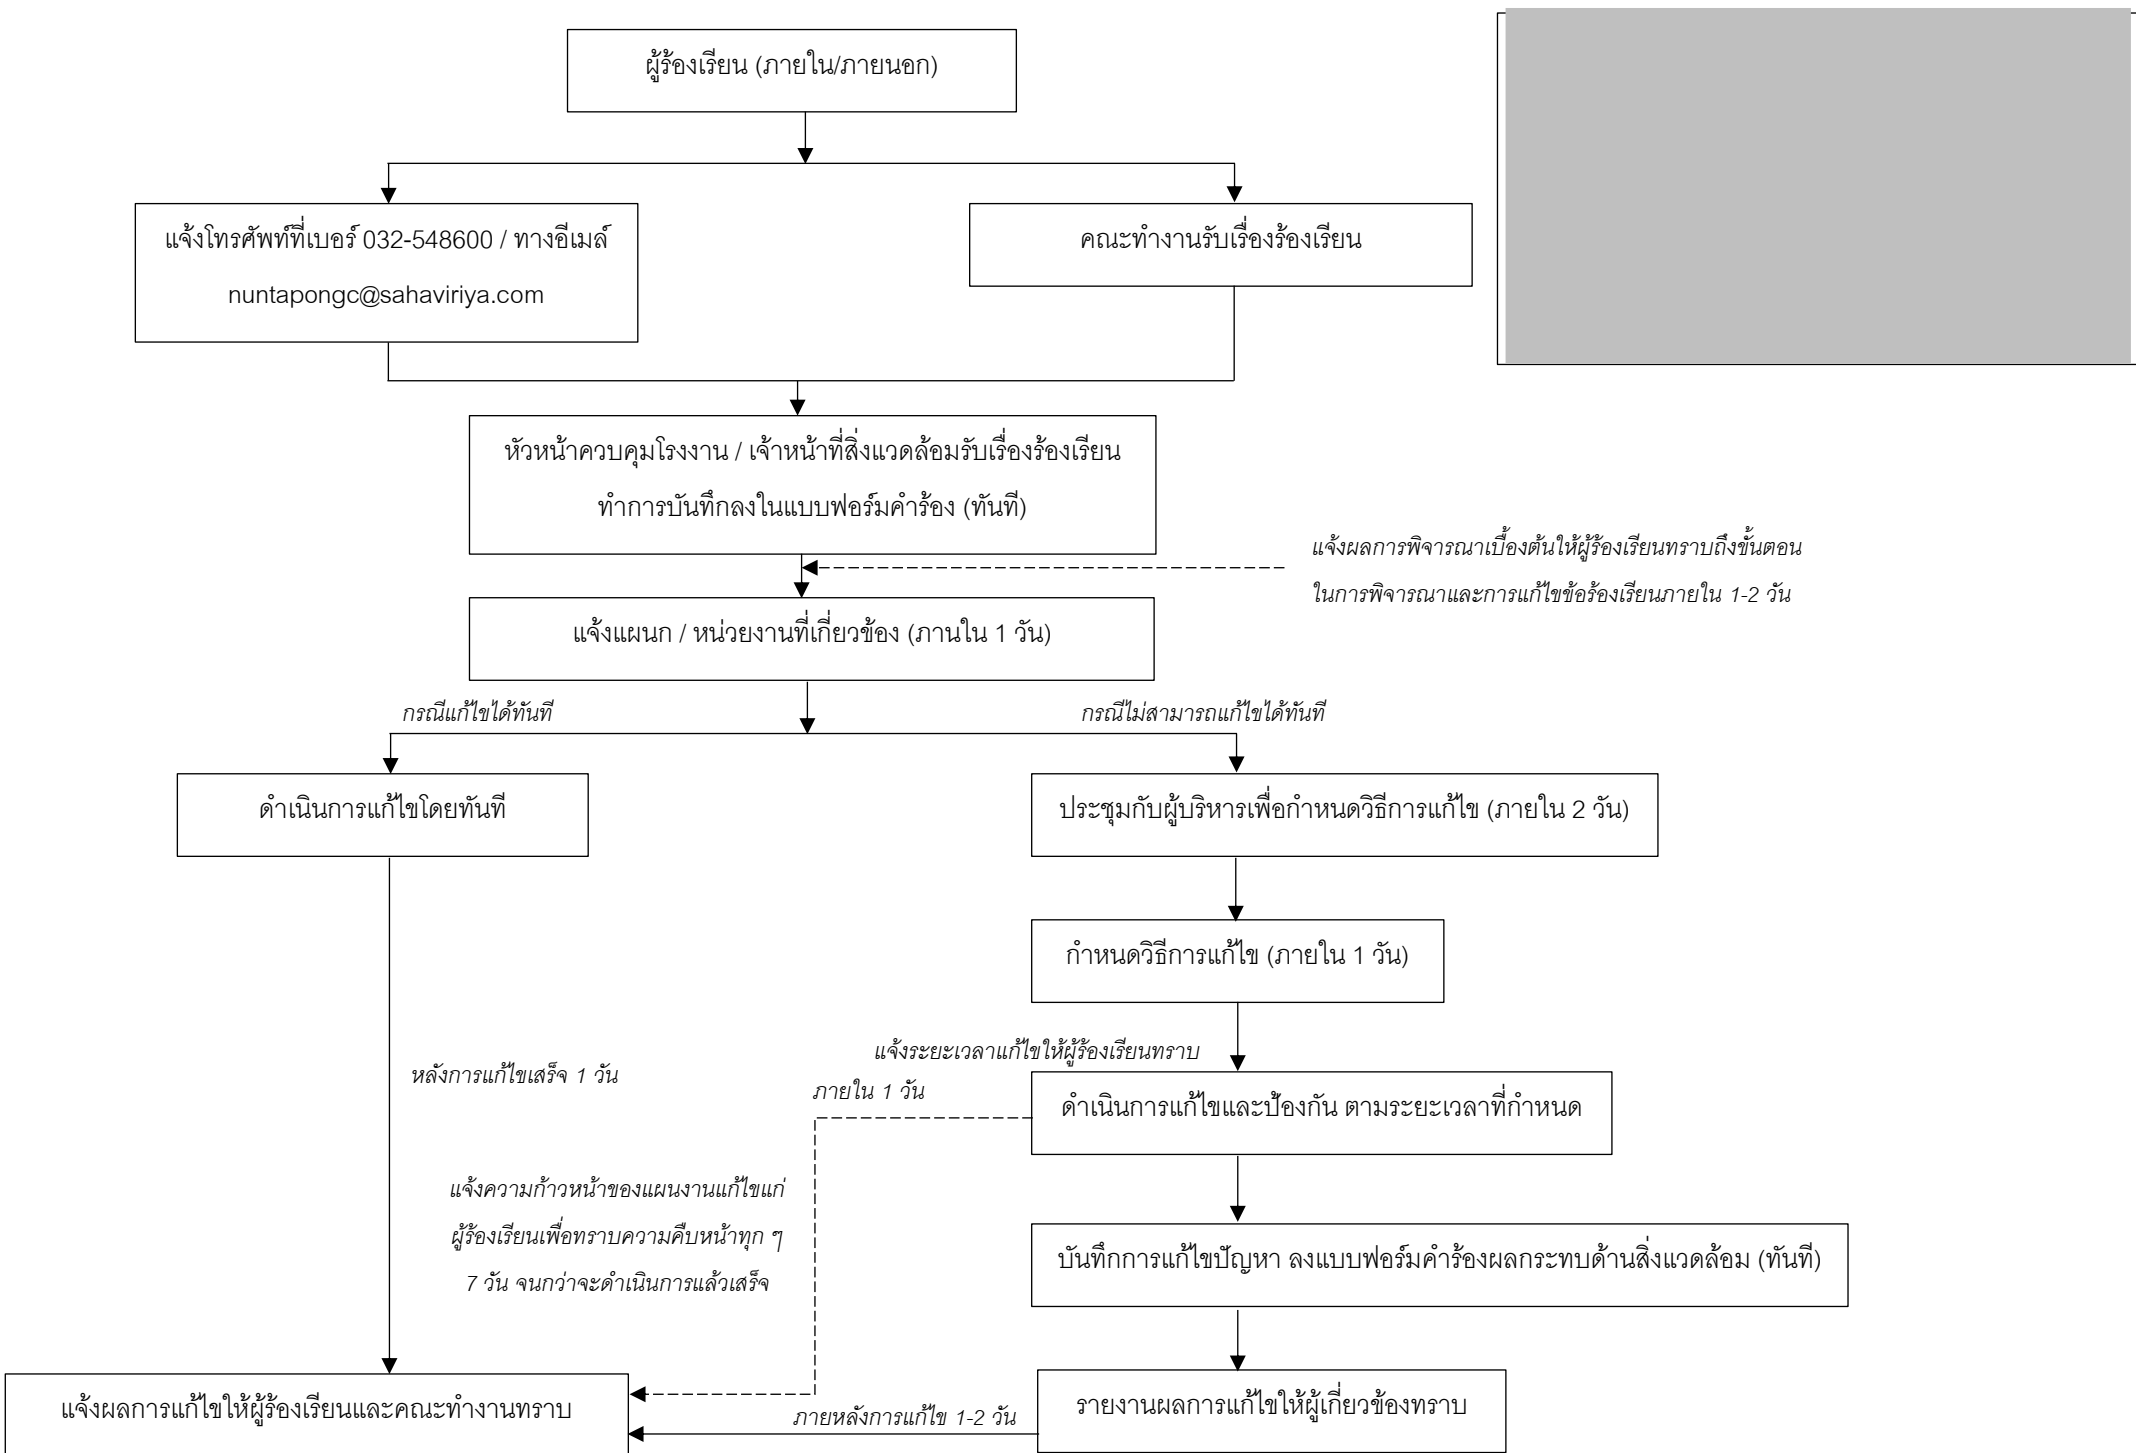 ผู้ร้องเรียน (ภายใน/ภายนอก)
แจ้งโทรศัพท์ที่เบอร์ 032-548600 / ทางอีเมล์
nuntapongc@sahaviriya.com
คณะทำงานรับเรื่องร้องเรียน
หัวหน้าควบคุมโรงงาน / เจ้าหน้าที่สิ่งแวดล้อมรับเรื่องร้องเรียน
ทำการบันทึกลงในแบบฟอร์มคำร้อง (ทันที)
แจ้งผลการพิจารณาเบื้องต้นให้ผู้ร้องเรียนทราบถึงขั้นตอน
ในการพิจารณาและการแก้ไขข้อร้องเรียนภายใน 1-2 วัน
แจ้งแผนก / หน่วยงานที่เกี่ยวข้อง (ภานใน 1 วัน)
กรณีแก้ไขได้ทันที
กรณีไม่สามารถแก้ไขได้ทันที
ดำเนินการแก้ไขโดยทันที
ประชุมกับผู้บริหารเพื่อกำหนดวิธีการแก้ไข (ภายใน 2 วัน)
กำหนดวิธีการแก้ไข (ภายใน 1 วัน)
แจ้งระยะเวลาแก้ไขให้ผู้ร้องเรียนทราบ
ภายใน 1 วัน
หลังการแก้ไขเสร็จ 1 วัน
ดำเนินการแก้ไขและป้องกัน ตามระยะเวลาที่กำหนด
แจ้งความก้าวหน้าของแผนงานแก้ไขแก่
ผู้ร้องเรียนเพื่อทราบความคืบหน้าทุก ๆ
7 วัน จนกว่าจะดำเนินการแล้วเสร็จ
บันทึกการแก้ไขปัญหา ลงแบบฟอร์มคำร้องผลกระทบด้านสิ่งแวดล้อม (ทันที)
แจ้งผลการแก้ไขให้ผู้ร้องเรียนและคณะทำงานทราบ
ภายหลังการแก้ไข 1-2 วัน
รายงานผลการแก้ไขให้ผู้เกี่ยวข้องทราบ